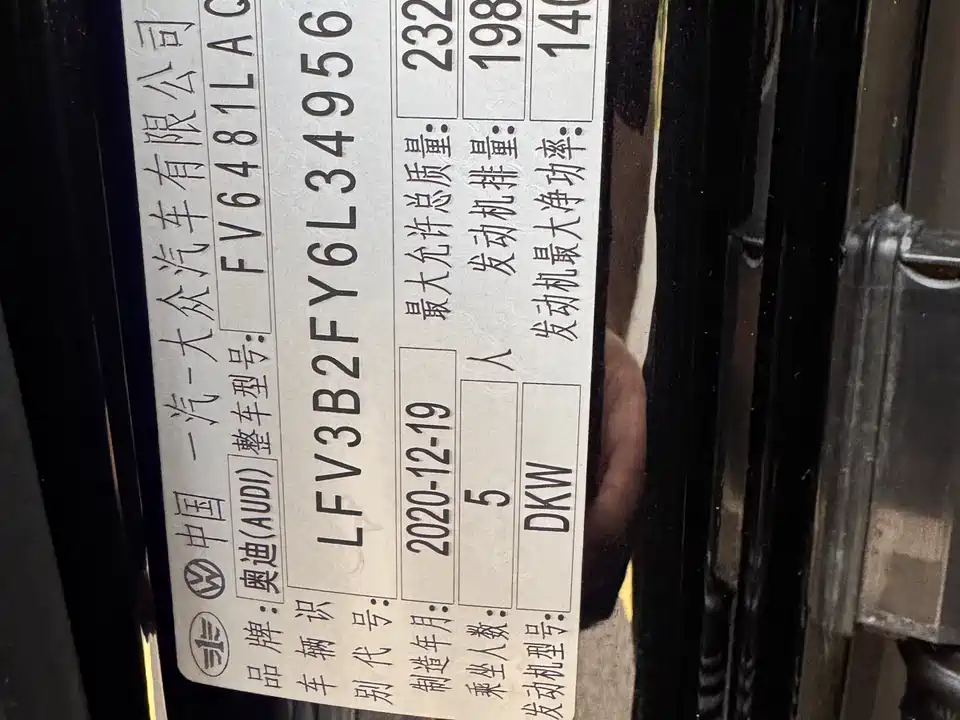 中国 一汽-大众汽车有限公司
品牌: 奥迪(AUDI) 整车型号: FV6481LAQ
车辆识
别代号: LFV3B2FY6L34956
制造年月: 2020-12-19 最大允许总质量: 232
乘坐人数: 5 人 发动机排量: 198
发动机型号: DKW 发动机最大净功率: 140